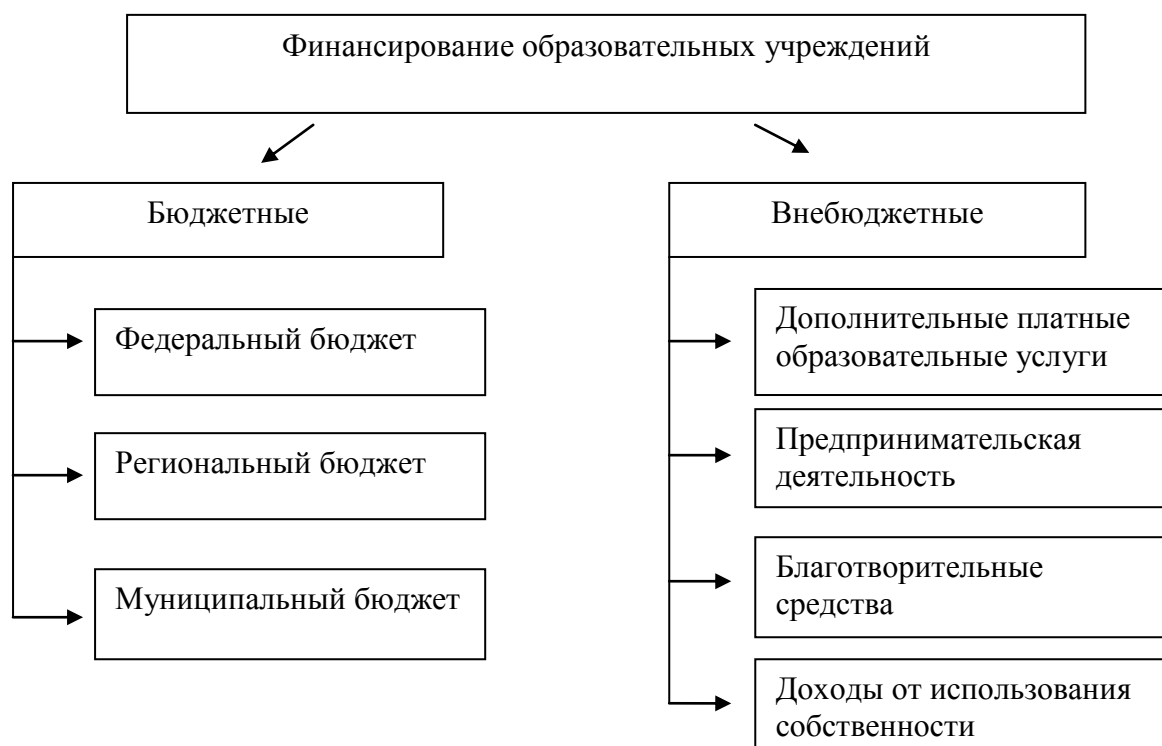 Финансирование образовательных учреждений
Бюджетные
Внебюджетные
Федеральный бюджет
Региональный бюджет
Муниципальный бюджет
Дополнительные платные
образовательные услуги
Предпринимательская
деятельность
Благотворительные
средства
Доходы от использования
собственности